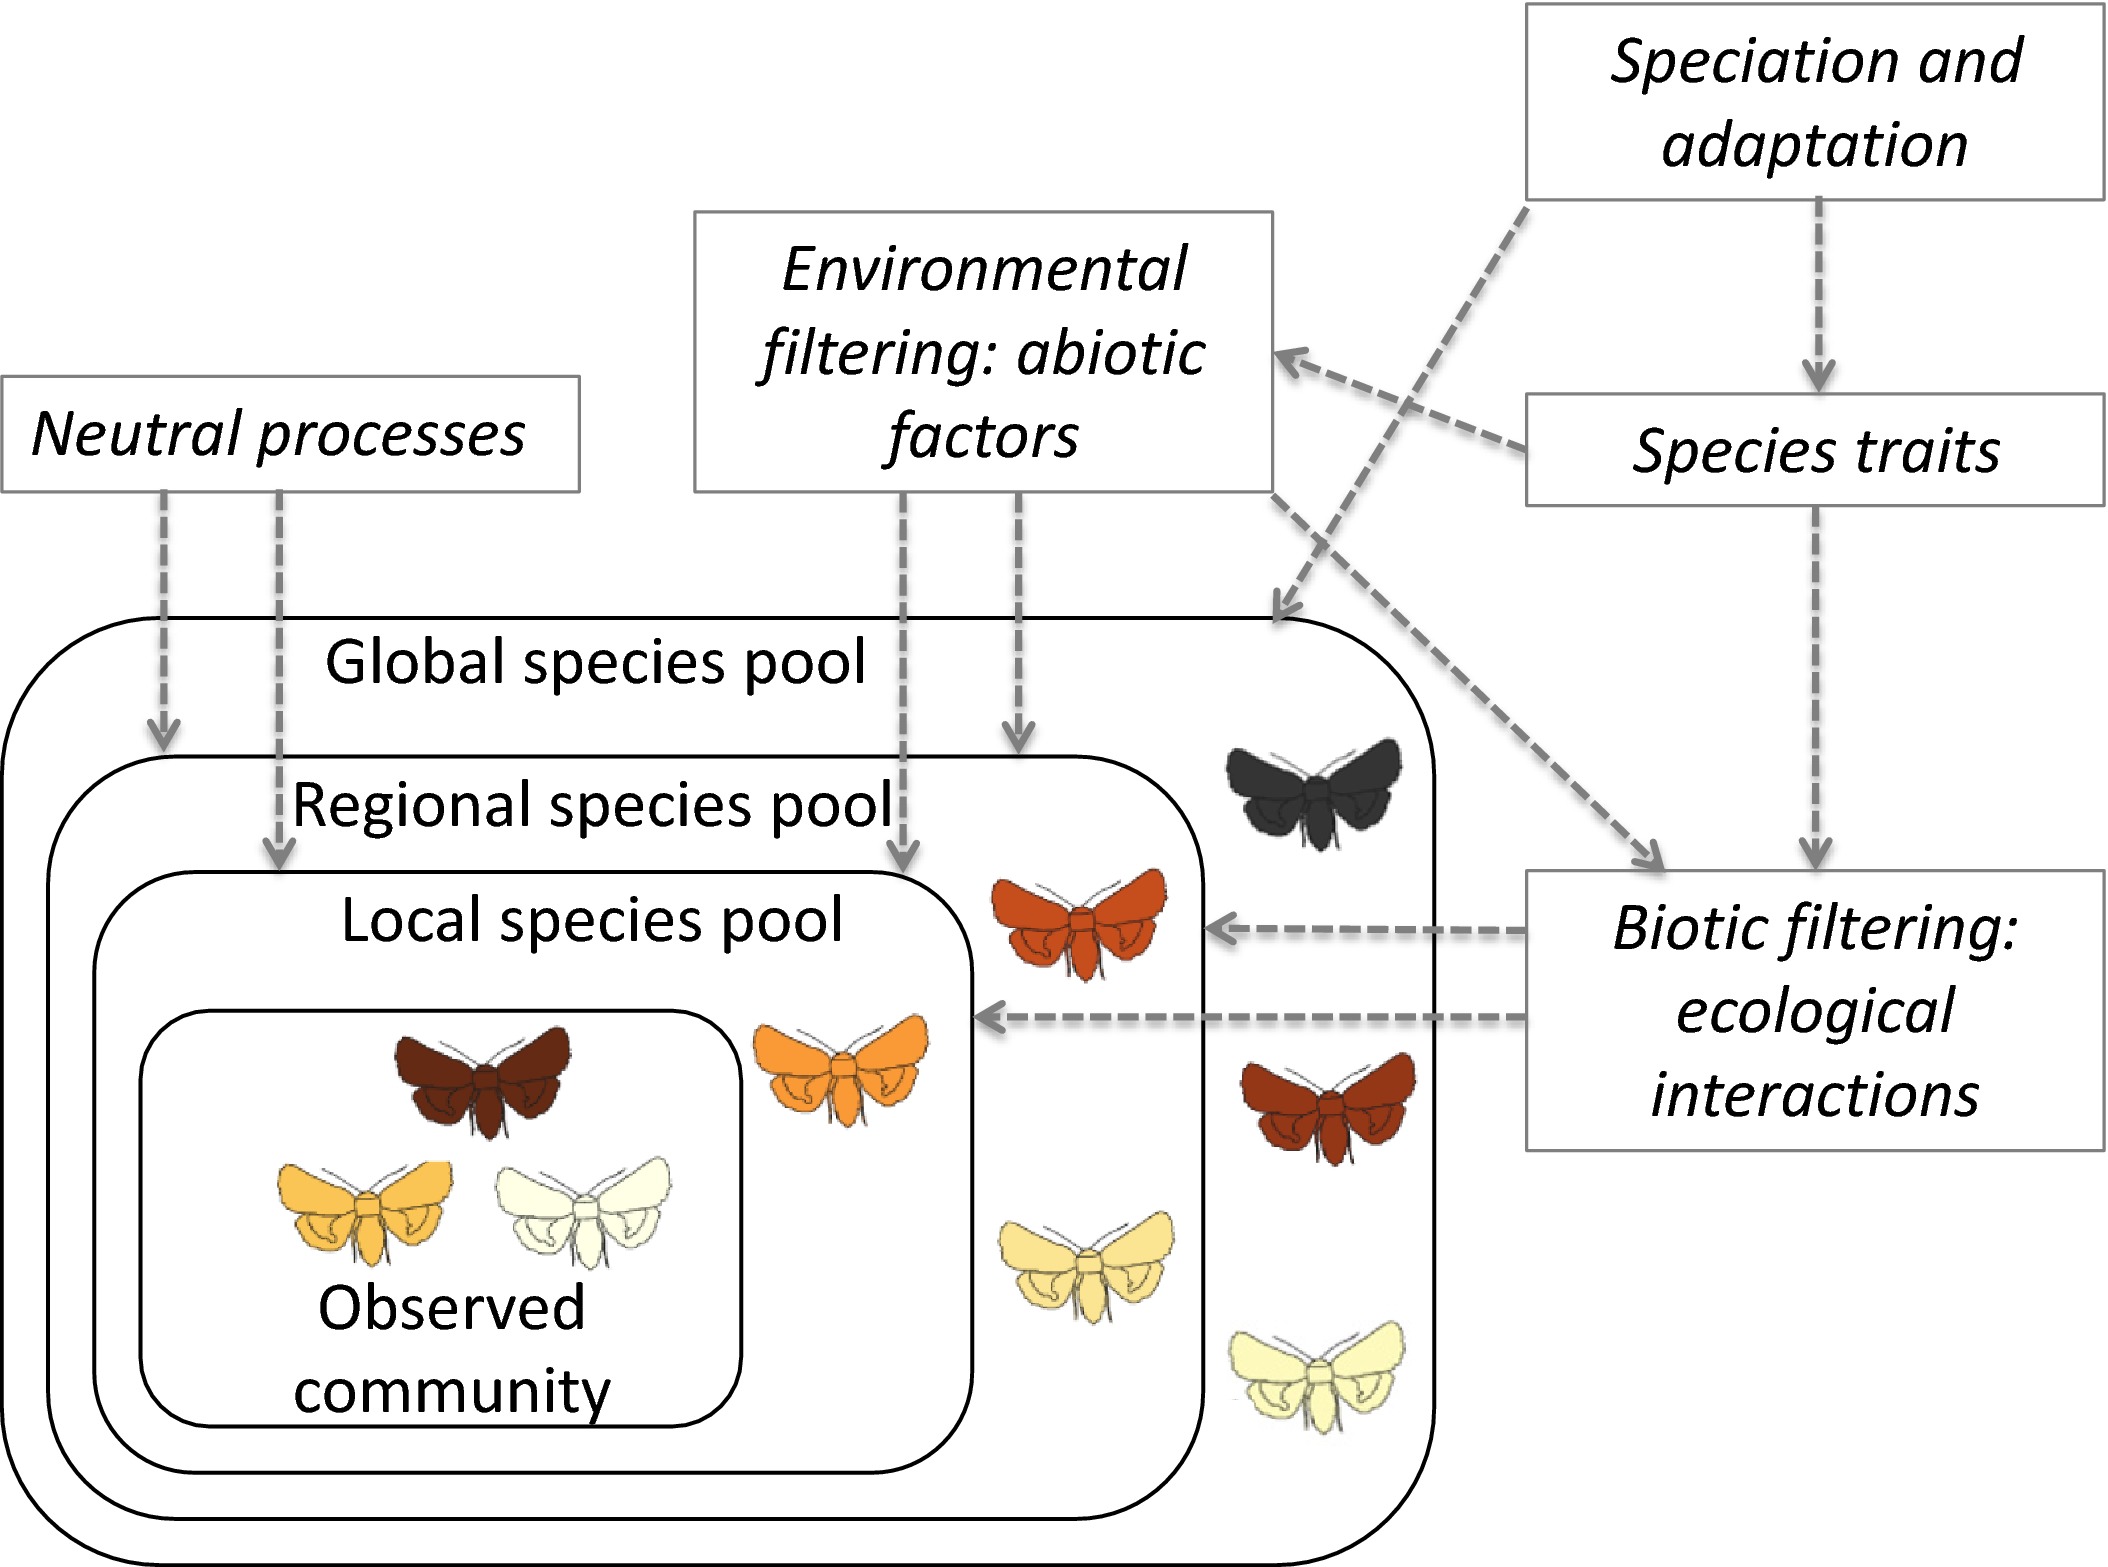 Speciation and
adaptation
Environmental
filtering: abiotic
factors
Neutral processes
Species traits
Global species pool
Regional species pool
Local species pool
Biotic filtering:
ecological
interactions
Observed
community